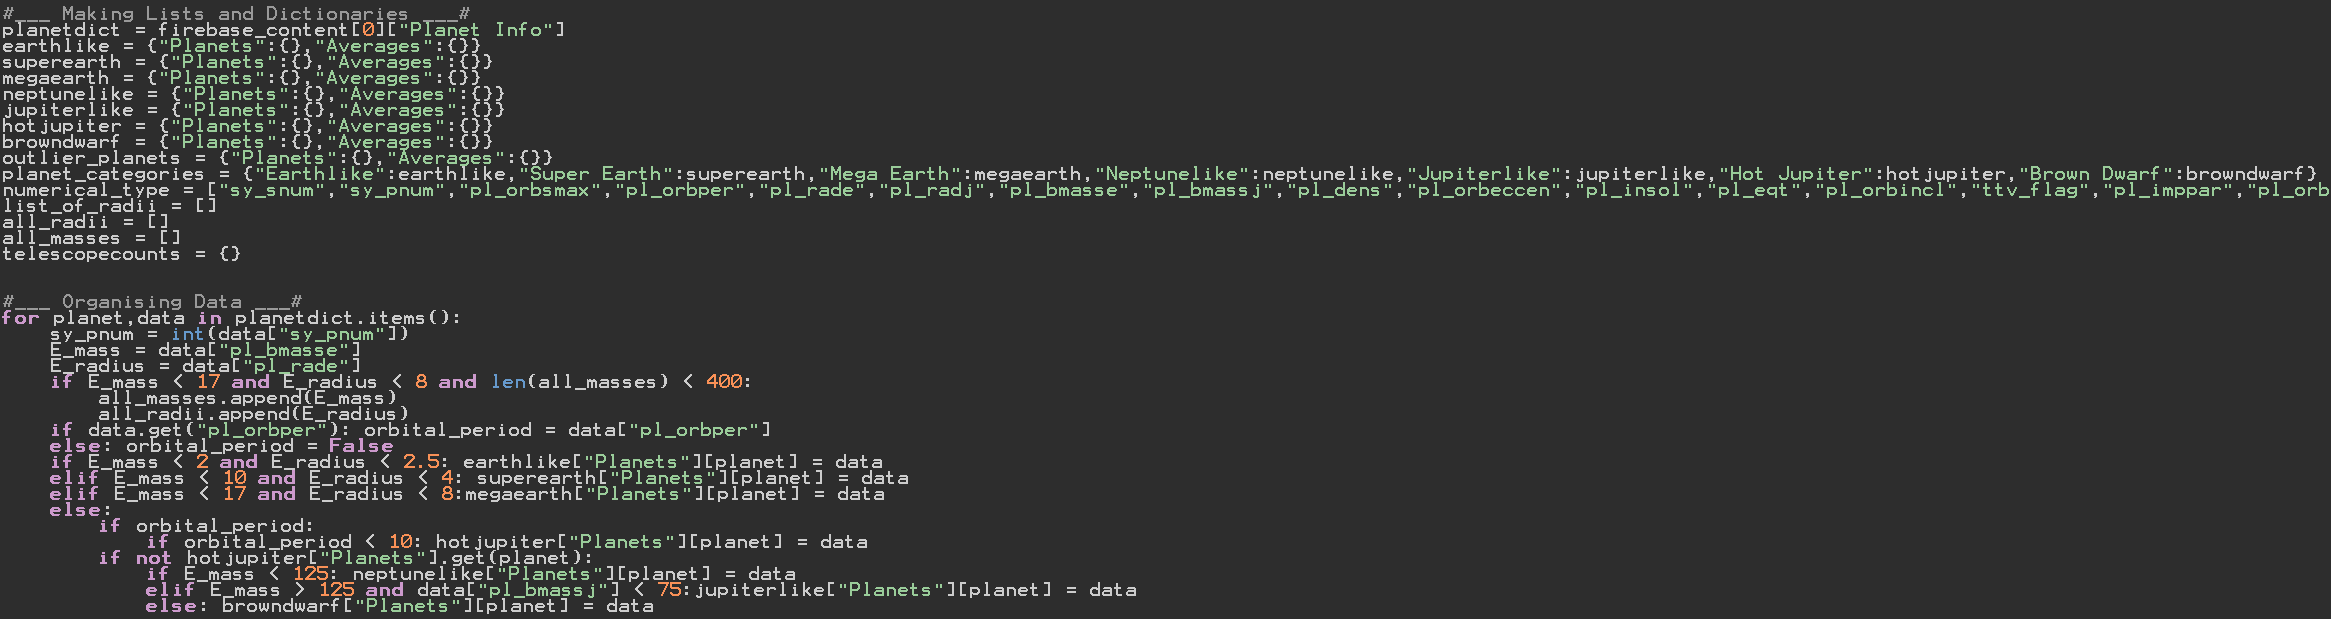 #___ Making Lists and Dictionaries ___#
planetdict = firebase_content[0]["Planet Info"]
earthlike = {"Planets":{},"Averages":{}}
superearth = {"Planets":{},"Averages":{}}
megaearth = {"Planets":{},"Averages":{}}
neptunelike = {"Planets":{},"Averages":{}}
jupiterlike = {"Planets":{},"Averages":{}}
hotjupiter = {"Planets":{},"Averages":{}}
browndwarf = {"Planets":{},"Averages":{}}
outlier_planets = {"Planets":{},"Averages":{}}
planet_categories = {"Earthlike":earthlike,"Super Earth":superearth,"Mega Earth":megaearth,"Neptunelike":neptunelike,"Jupiterlike":jupiterlike,"Hot Jupiter":hotjupiter,"Brown Dwarf":browndwarf}
numerical_type = ["sy_snum","sy_pnum","pl_orbsmax","pl_orbper","pl_rade","pl_radj","pl_bmasse","pl_bmassj","pl_dens","pl_orbeccen","pl_insol","pl_eqt","pl_orbincl","ttv_flag","pl_imppar","pl_orb
list_of_radii = []
all_radii = []
all_masses = []
telescopecounts = {}
#___ Organising Data ___#
for planet,data in planetdict.items():
    sy_pnum = int(data["sy_pnum"])
    E_mass = data["pl_bmasse"]
    E_radius = data["pl_rade"]
    if E_mass < 17 and E_radius < 8 and len(all_masses) < 400:
        all_masses.append(E_mass)
        all_radii.append(E_radius)
    if data.get("pl_orbper"): orbital_period = data["pl_orbper"]
    else: orbital_period = False
    if E_mass < 2 and E_radius < 2.5: earthlike["Planets"][planet] = data
    elif E_mass < 10 and E_radius < 4: superearth["Planets"][planet] = data
    elif E_mass < 17 and E_radius < 8:megaearth["Planets"][planet] = data
    else:
        if orbital_period:
            if orbital_period < 10: hotjupiter["Planets"][planet] = data
        if not hotjupiter["Planets"].get(planet):
            if E_mass < 125: neptunelike["Planets"][planet] = data
            elif E_mass > 125 and data["pl_bmassj"] < 75:jupiterlike["Planets"][planet] = data
            else: browndwarf["Planets"][planet] = data